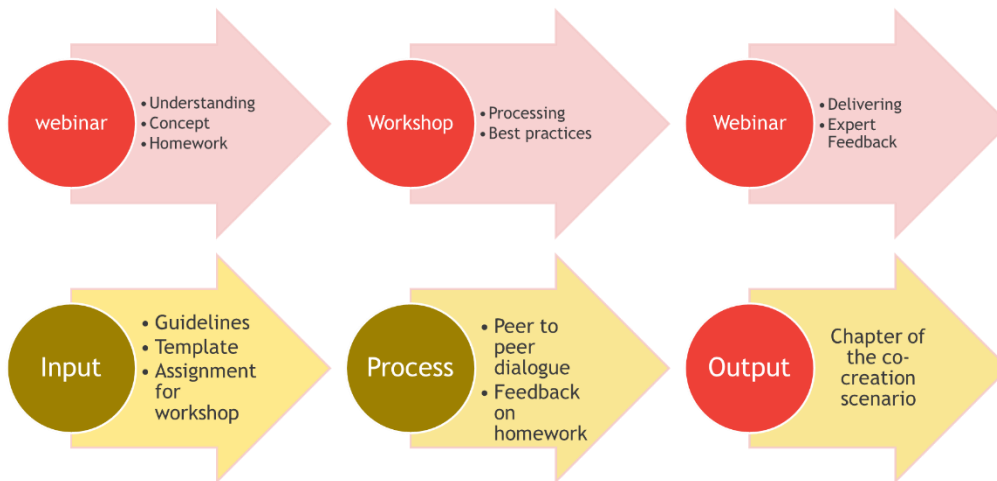 webinar
• Understanding
• Concept
• Homework
Workshop
• Processing
• Best practices
Webinar
• Delivering
• Expert
Feedback
Input
• Guidelines
• Template
• Assignment
for
workshop
Process
• Peer to
peer
dialogue
• Feedback
on
homework
Output
Chapter of
the co-
creation
scenario